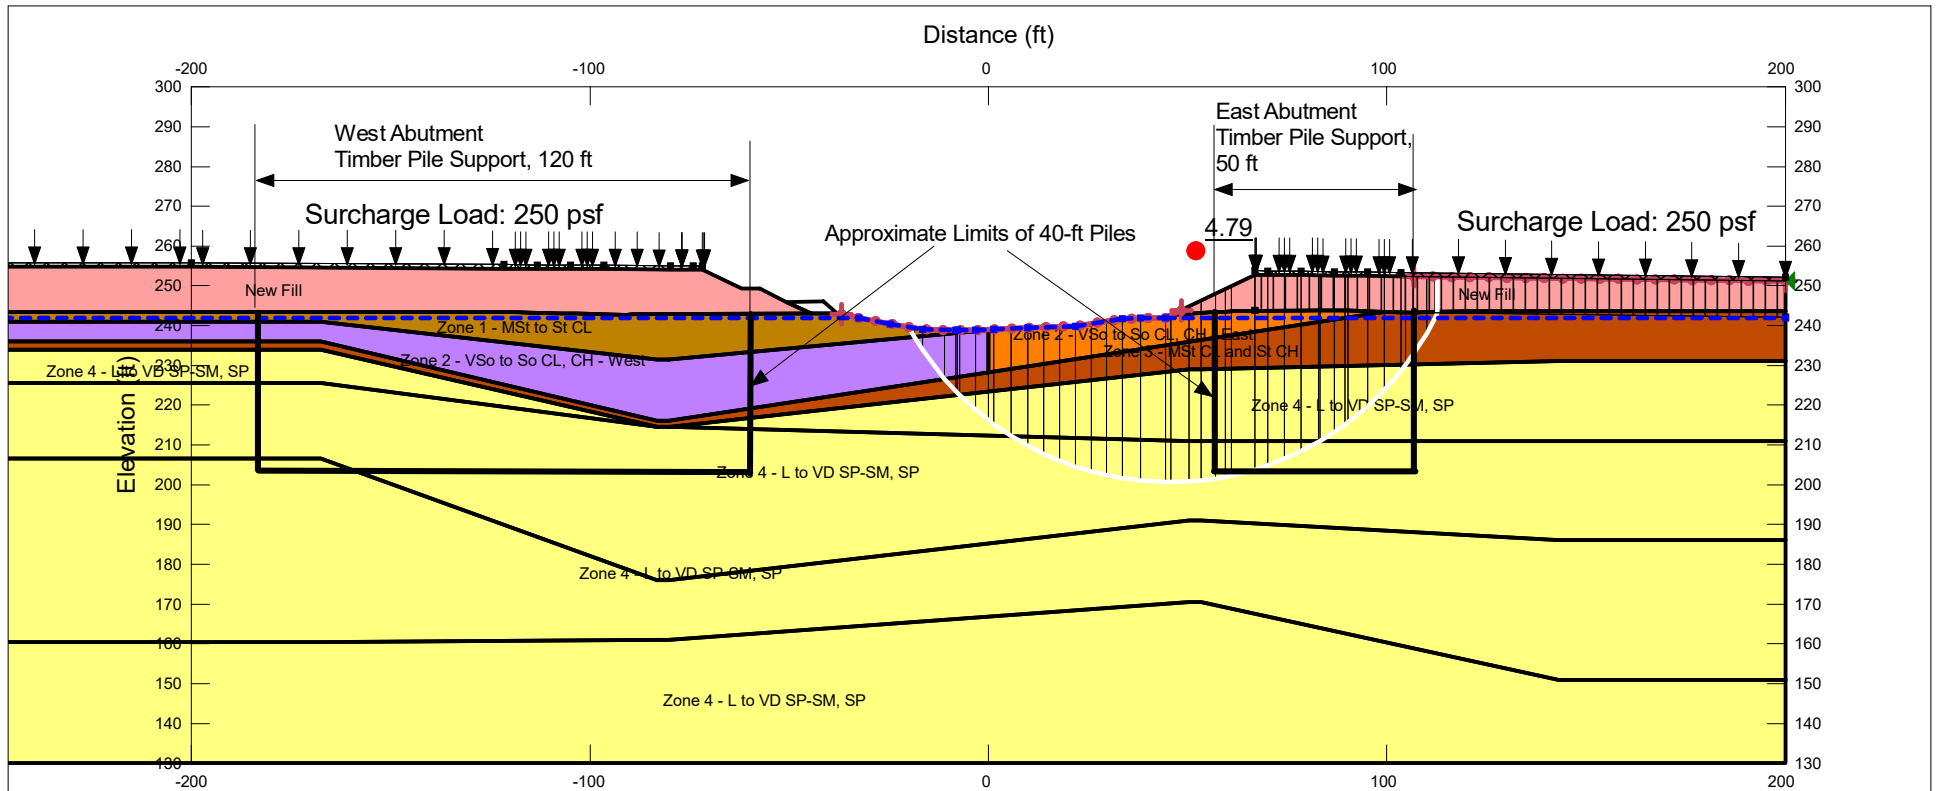 Distance (ft)
-200 -100 0 100 200
300 300
290 290
280 280
270 270
260 260
250 250
240 240
230 230
220 220
210 210
200 200
190 190
180 180
170 170
160 160
150 150
140 140
130 130
Elevation (ft)
West Abutment
Timber Pile Support, 120 ft
East Abutment
Timber Pile Support,
50 ft
Surcharge Load: 250 psf
Approximate Limits of 40-ft Piles
4.79
Surcharge Load: 250 psf
New Fill
New Fill
Zone 1 - MSt to St CL
Zone 2 - VSo to So CL, CH - West
Zone 2 - VSo to So CL, CH - East
Zone 3 - MSt CL and St CH
Zone 4 - L to VD SP-SM, SP
Zone 4 - L to VD SP-SM, SP
Zone 4 - L to VD SP-SM, SP
Zone 4 - L to VD SP-SM, SP
Zone 4 - L to VD SP-SM, SP
-200 -100 0 100 200